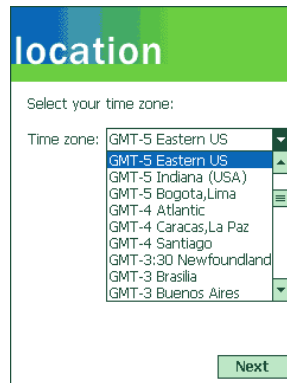 location
Select your time zone:
Time zone: GMT-5 Eastern US
GMT-5 Eastern US
GMT-5 Indiana (USA)
GMT-5 Bogota,Lima
GMT-4 Atlantic
GMT-4 Caracas,La Paz
GMT-4 Santiago
GMT-3:30 Newfoundland
GMT-3 Brasilia
GMT-3 Buenos Aires
Next